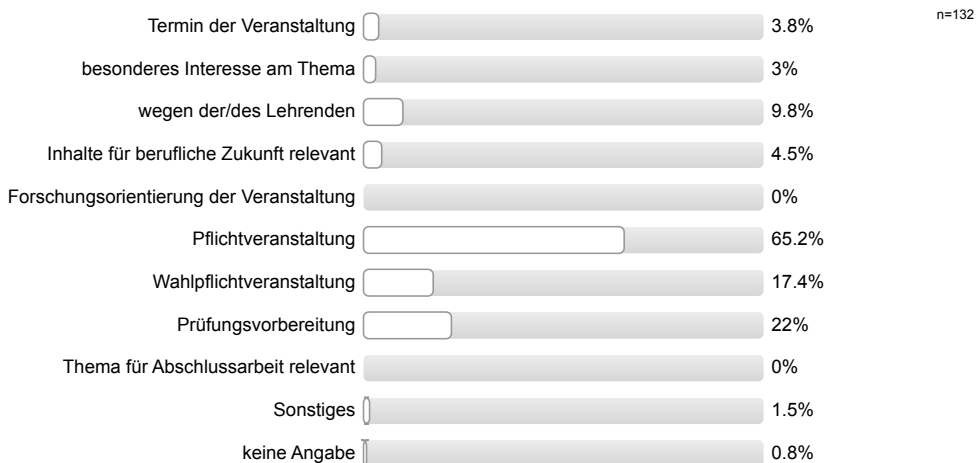 Termin der Veranstaltung 3.8% n=132
besonderes Interesse am Thema 3%
wegen der/des Lehrenden 9.8%
Inhalte für berufliche Zukunft relevant 4.5%
Forschungsorientierung der Veranstaltung 0%
Pflichtveranstaltung 65.2%
Wahlpflichtveranstaltung 17.4%
Prüfungsvorbereitung 22%
Thema für Abschlussarbeit relevant 0%
Sonstiges 1.5%
keine Angabe 0.8%